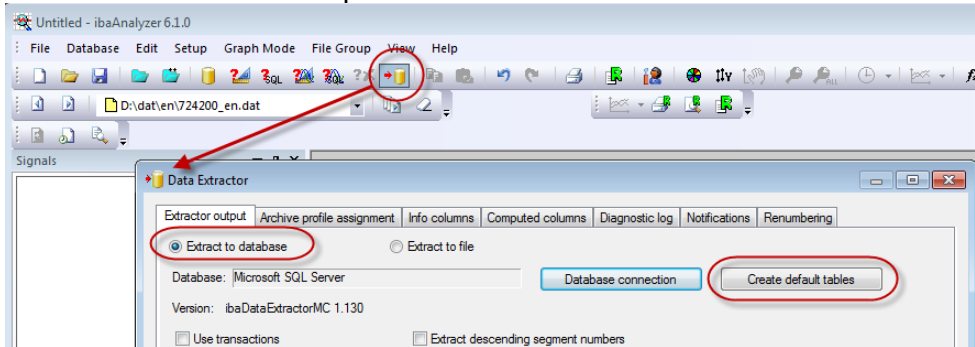 Untitled - ibaAnalyzer 6.1.0
File Database Edit Setup Graph Mode File Group View Help
?SQL ?SQL ?x ALL
D:\dat\en\724200_en.dat
Signals
Data Extractor
Extractor output Archive profile assignment Info columns Computed columns Diagnostic log Notifications Renumbering
Extract to database Extract to file
Database: Microsoft SQL Server Database connection Create default tables
Version: ibaDataExtractorMC 1.130
Use transactions Extract descending segment numbers